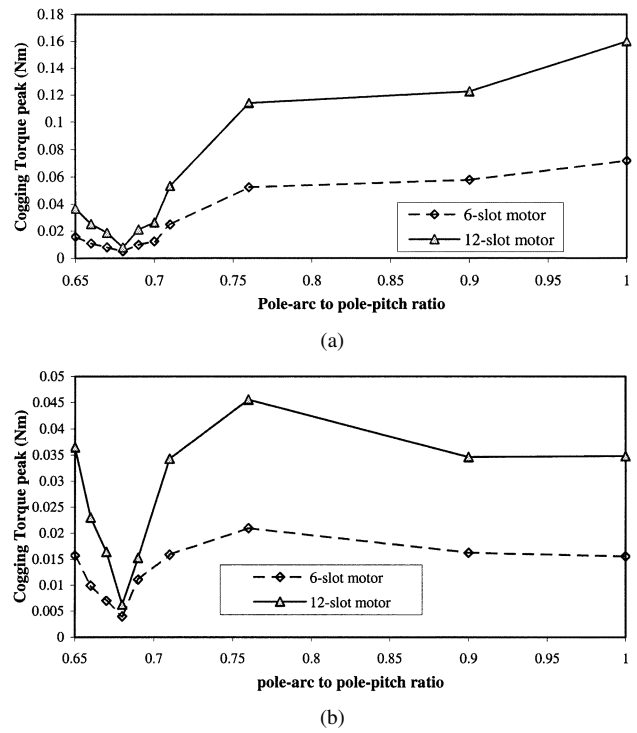 0.18
0.16
0.14
0.12
0.1
0.08
0.06
0.04
0.02
0
Cogging Torque peak (Nm)
6-slot motor
12-slot motor
0.65 0.7 0.75 0.8 0.85 0.9 0.95 1
Pole-arc to pole-pitch ratio
(a)
0.05
0.045
0.04
0.035
0.03
0.025
0.02
0.015
0.01
0.005
0
Cogging Torque peak (Nm)
6-slot motor
12-slot motor
0.65 0.7 0.75 0.8 0.85 0.9 0.95 1
pole-arc to pole-pitch ratio
(b)